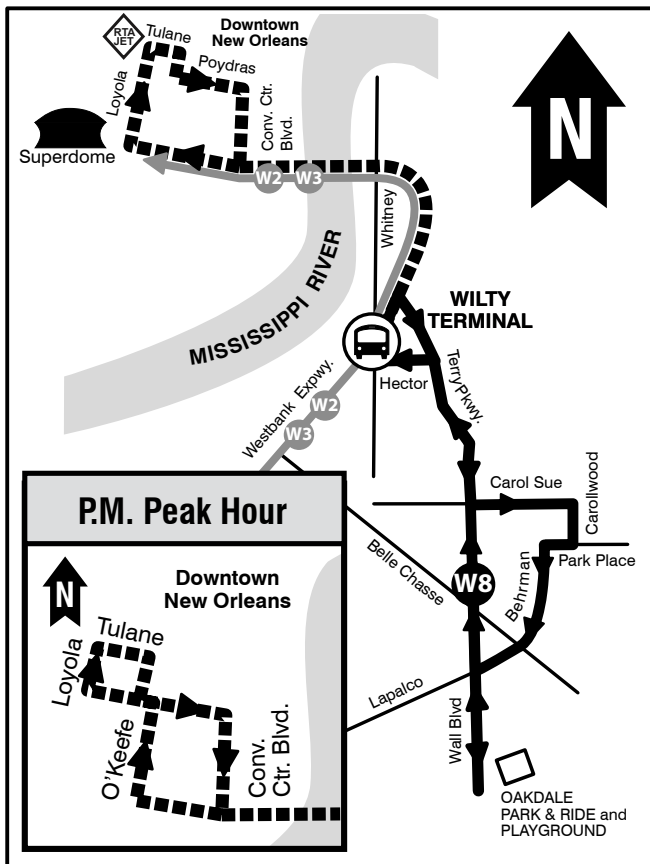 RTA
JET
Tulane
Downtown
New Orleans
Poydras
Loyola
Conv. Ctr.
Blvd.
Superdome
W2
W3
N
Whitney
MISSISSIPPI RIVER
WILTY
TERMINAL
Terry Pkwy.
Hector
Westbank Expwy.
W2
W3
Carol Sue
Carollwood
Park Place
Behrman
Belle Chasse
W8
Lapalco
Wall Blvd
OAKDALE
PARK & RIDE and
PLAYGROUND
P.M. Peak Hour
N
Downtown
New Orleans
Tulane
Loyola
O'Keefe
Conv.
Ctr. Blvd.